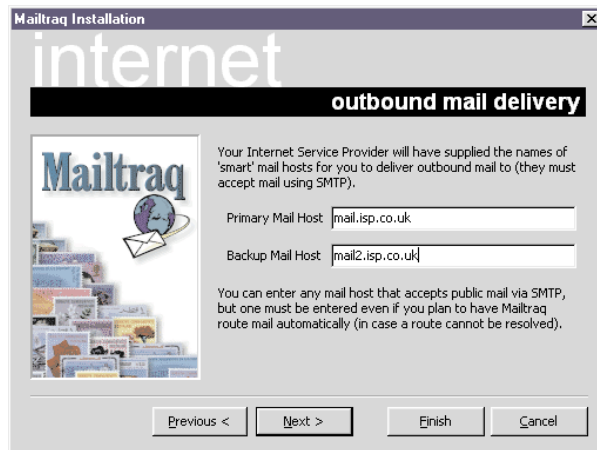 Mailtraq Installation
internet
outbound mail delivery
Mailtraq
Your Internet Service Provider will have supplied the names of
'smart' mail hosts for you to deliver outbound mail to (they must
accept mail using SMTP).
Primary Mail Host mail.isp.co.uk
Backup Mail Host mail2.isp.co.uk
You can enter any mail host that accepts public mail via SMTP,
but one must be entered even if you plan to have Mailtraq
route mail automatically (in case a route cannot be resolved).
Previous < Next > Finish Cancel